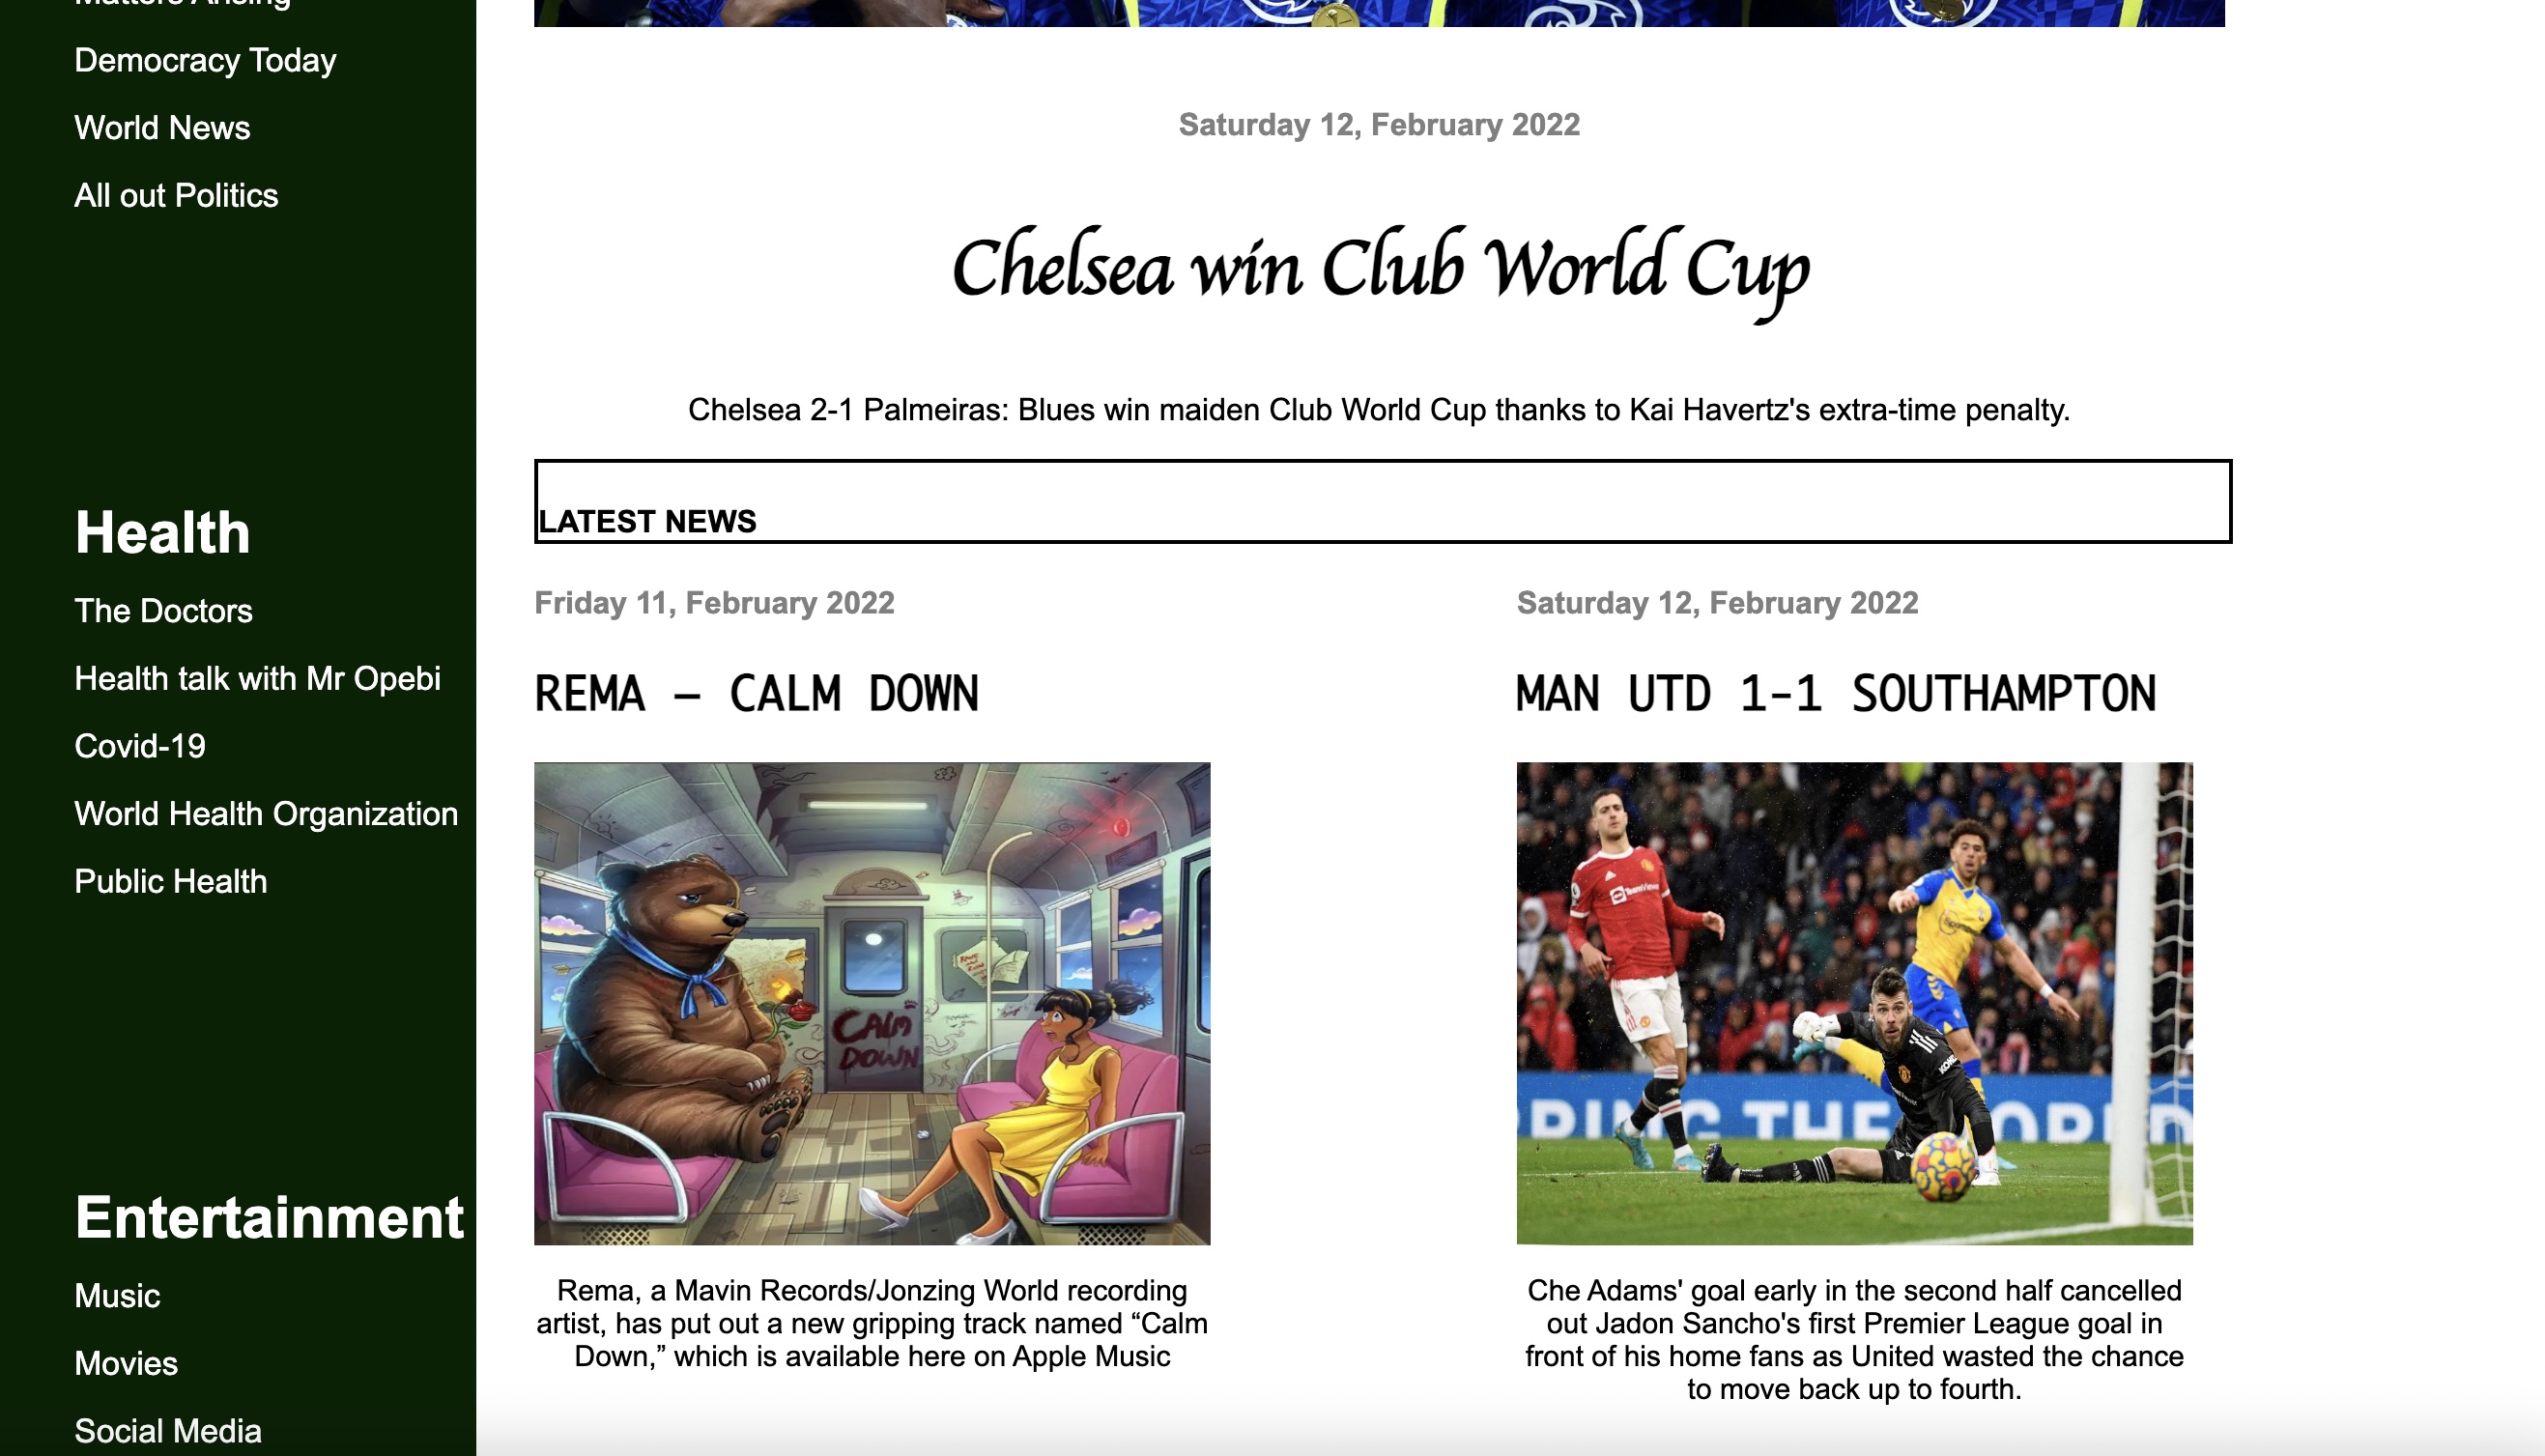 Matters Arising
Democracy Today
World News
All out Politics
Health
The Doctors
Health talk with Mr Opebi
Covid-19
World Health Organization
Public Health
Entertainment
Music
Movies
Social Media
Saturday 12, February 2022
Chelsea win Club World Cup
Chelsea 2-1 Palmeiras: Blues win maiden Club World Cup thanks to Kai Havertz's extra-time penalty.
LATEST NEWS
Friday 11, February 2022
REMA – CALM DOWN
CALM
DOWN
Rema, a Mavin Records/Jonzing World recording
artist, has put out a new gripping track named “Calm
Down,” which is available here on Apple Music
Saturday 12, February 2022
MAN UTD 1-1 SOUTHAMPTON
TeamViewer
Che Adams' goal early in the second half cancelled
out Jadon Sancho's first Premier League goal in
front of his home fans as United wasted the chance
to move back up to fourth.